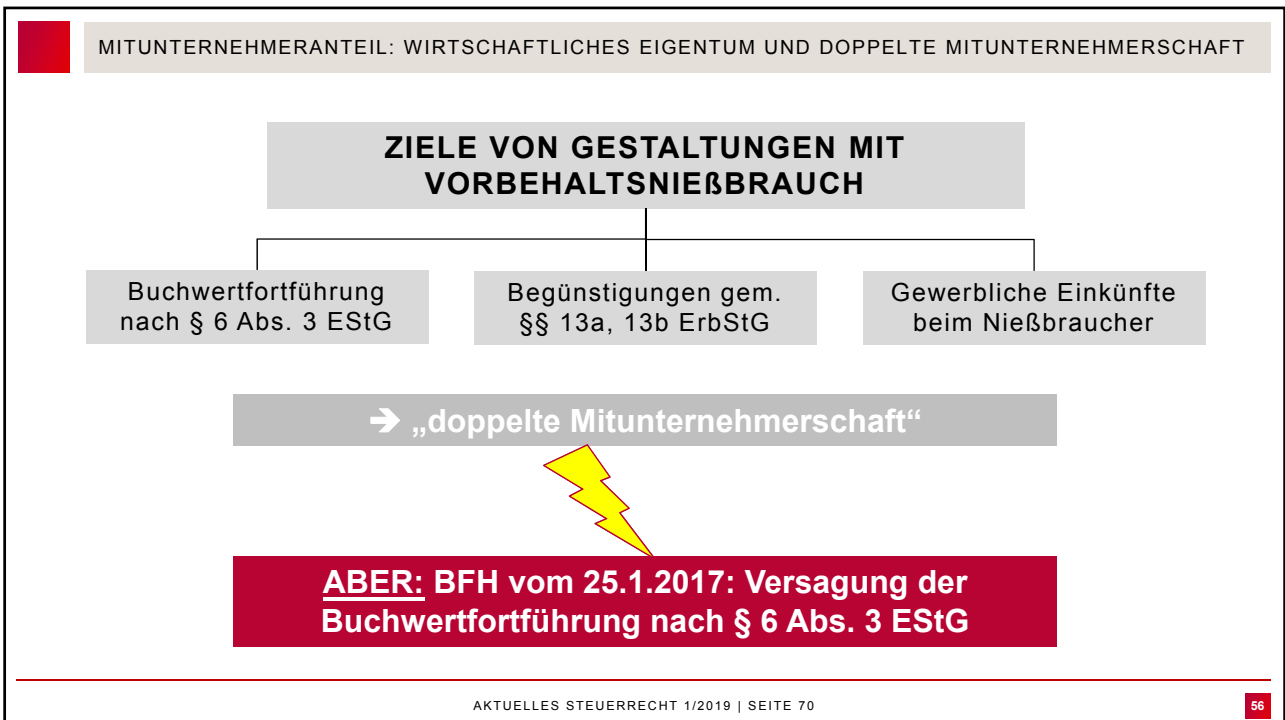 MITUNTERNEHMERANTEIL: WIRTSCHAFTLICHES EIGENTUM UND DOPPELTE MITUNTERNEHMERSCHAFT
ZIELE VON GESTALTUNGEN MIT
VORBEHALTSNIEßBRAUCH
Buchwertfortführung
nach § 6 Abs. 3 EStG
Begünstigungen gem.
§§ 13a, 13b ErbStG
Gewerbliche Einkünfte
beim Nießbraucher
➔ „doppelte Mitunternehmerschaft“
ABER: BFH vom 25.1.2017: Versagung der
Buchwertfortführung nach § 6 Abs. 3 EStG
AKTUELLES STEUERRECHT 1/2019 | SEITE 70
56